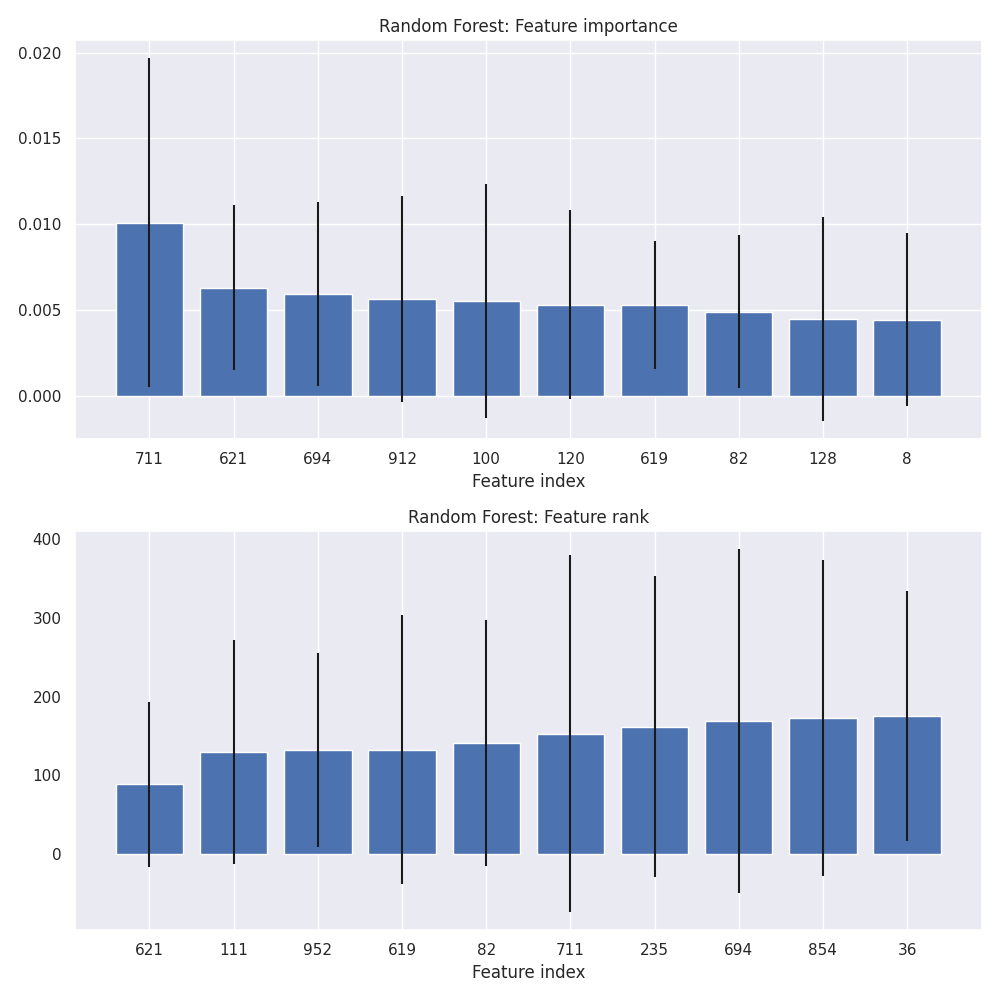 Random Forest: Feature importance
0.020
0.015
0.010
0.005
0.000
711 621 694 912 100 120 619 82 128 8
Feature index
Random Forest: Feature rank
400
300
200
100
0
621 111 952 619 82 711 235 694 854 36
Feature index